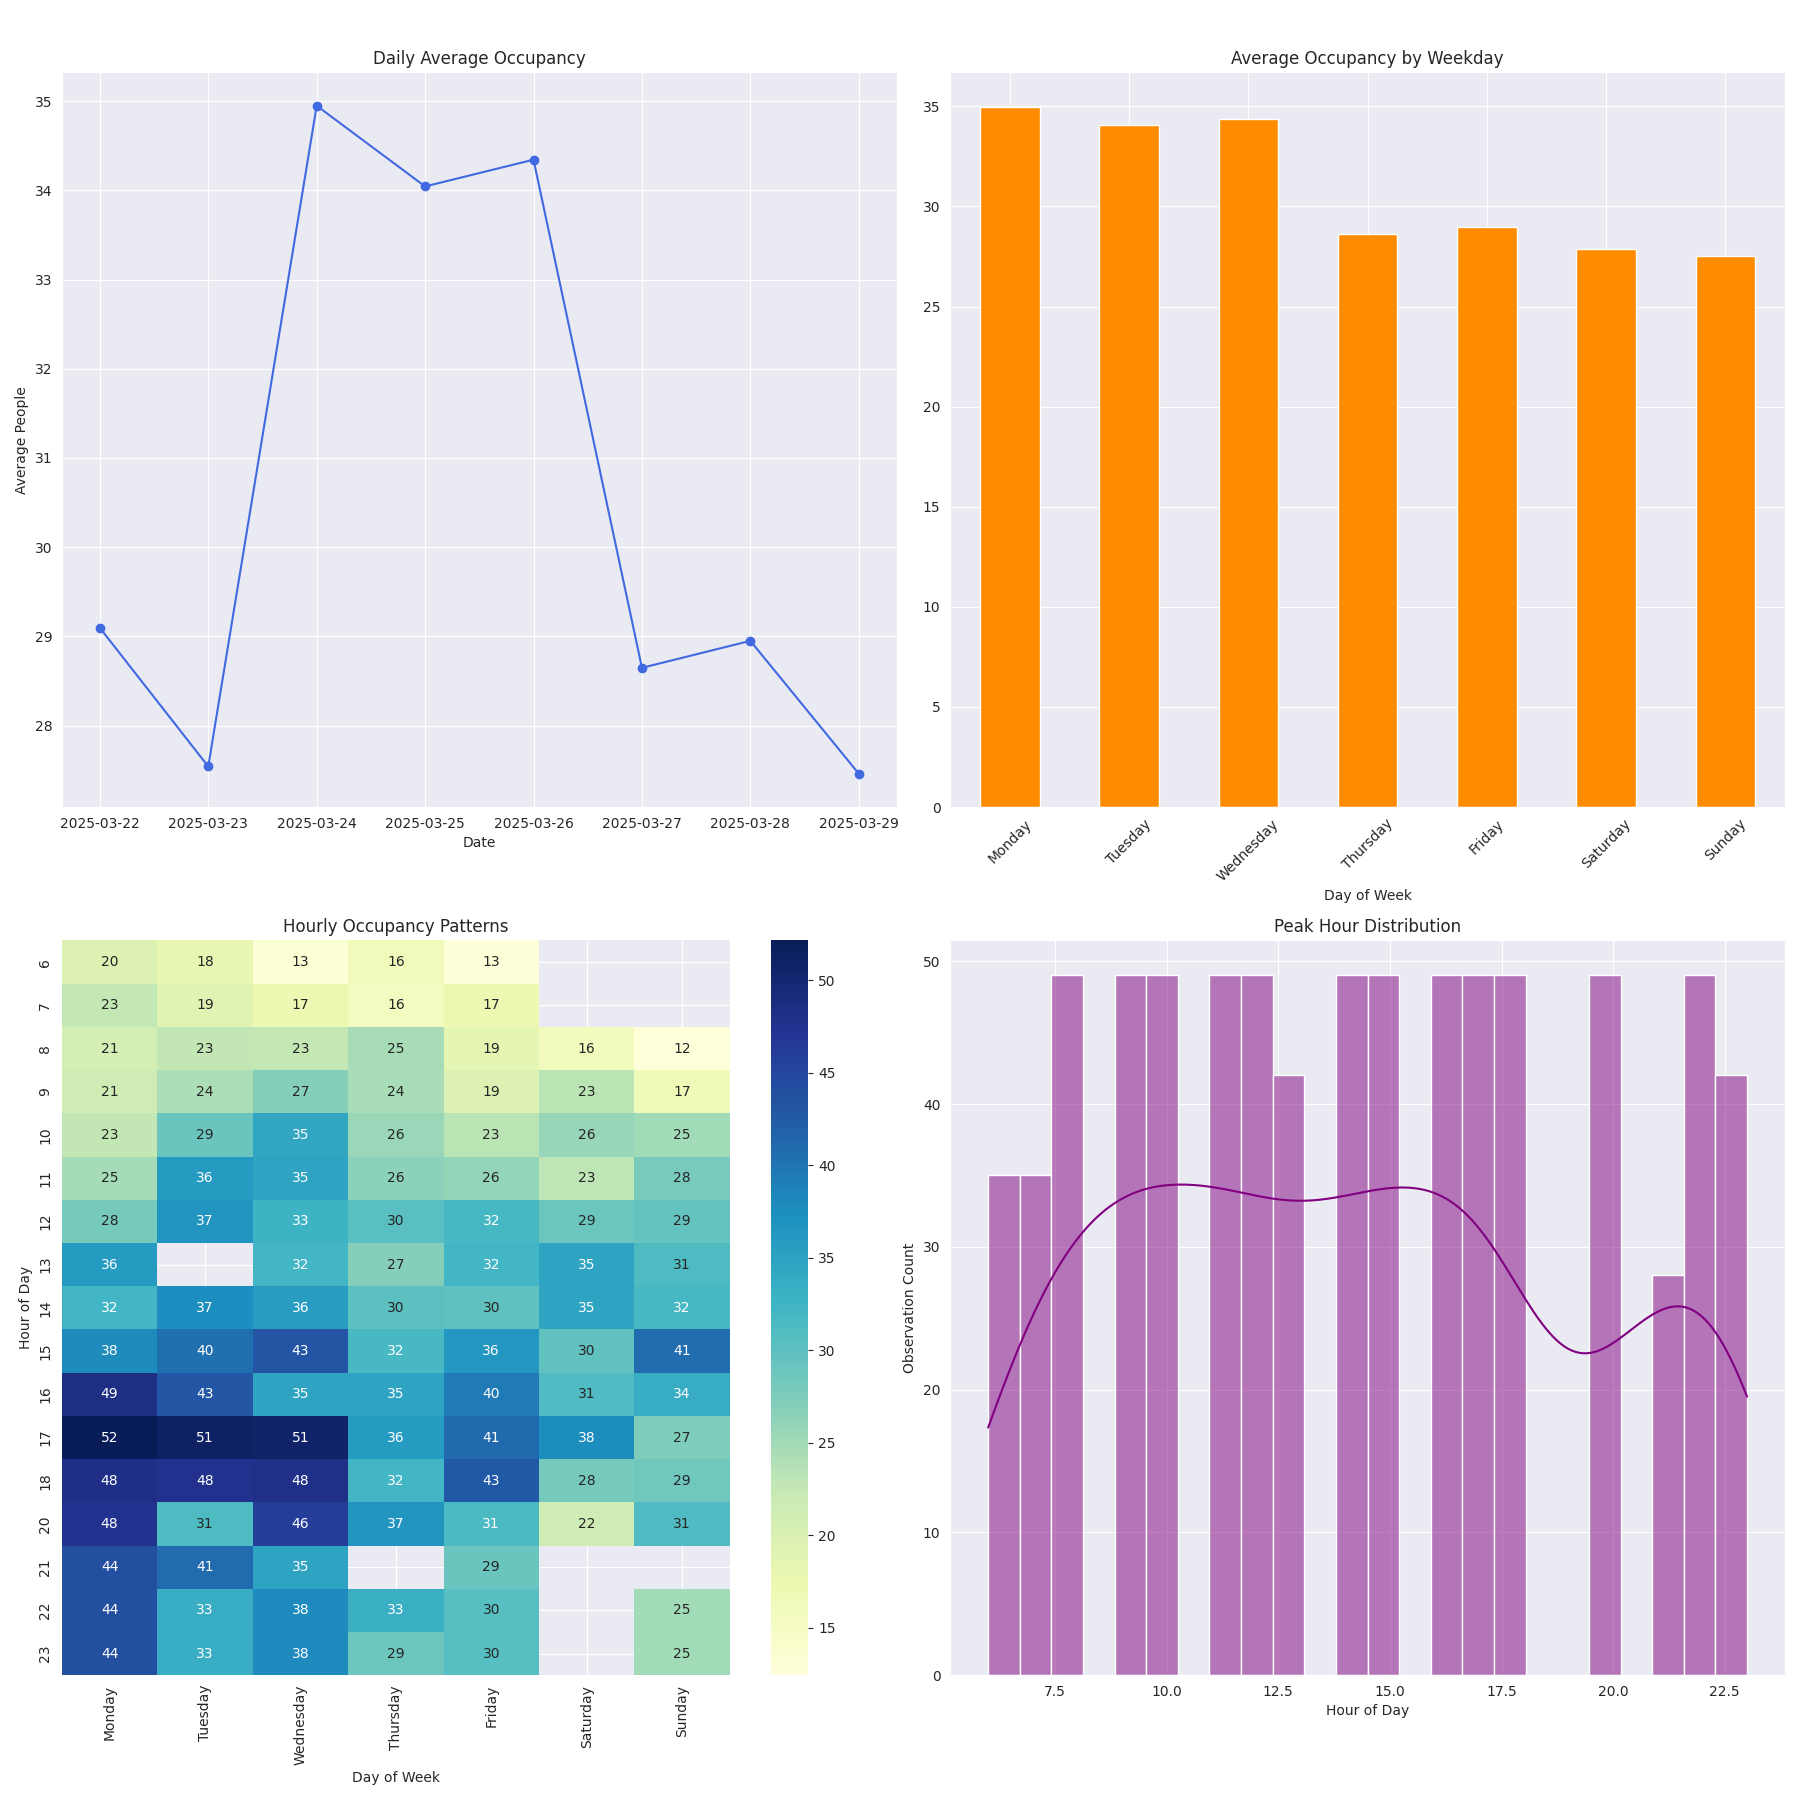 Daily Average Occupancy
35
34
33
32
31
30
29
28
Average People
2025-03-22 2025-03-23 2025-03-24 2025-03-25 2025-03-26 2025-03-27 2025-03-28 2025-03-29
Date
Average Occupancy by Weekday
35
30
25
20
15
10
5
0
Monday Tuesday Wednesday Thursday Friday Saturday Sunday
Day of Week
Hourly Occupancy Patterns
Hour of Day
6 20 18 13 16 13
7 23 19 17 16 17
8 21 23 23 25 19 16 12
9 21 24 27 24 19 23 17
10 23 29 35 26 23 26 25
11 25 36 35 26 26 23 28
12 28 37 33 30 32 29 29
13 36 32 27 32 35 31
14 32 37 36 30 30 35 32
15 38 40 43 32 36 30 41
16 49 43 35 35 40 31 34
17 52 51 51 36 41 38 27
18 48 48 48 32 43 28 29
20 48 31 46 37 31 22 31
21 44 41 35 29
22 44 33 38 33 30 25
23 44 33 38 29 30 25
Monday Tuesday Wednesday Thursday Friday Saturday Sunday
Day of Week
50
45
40
35
30
25
20
15
Peak Hour Distribution
50
40
30
20
10
0
Observation Count
7.5 10.0 12.5 15.0 17.5 20.0 22.5
Hour of Day